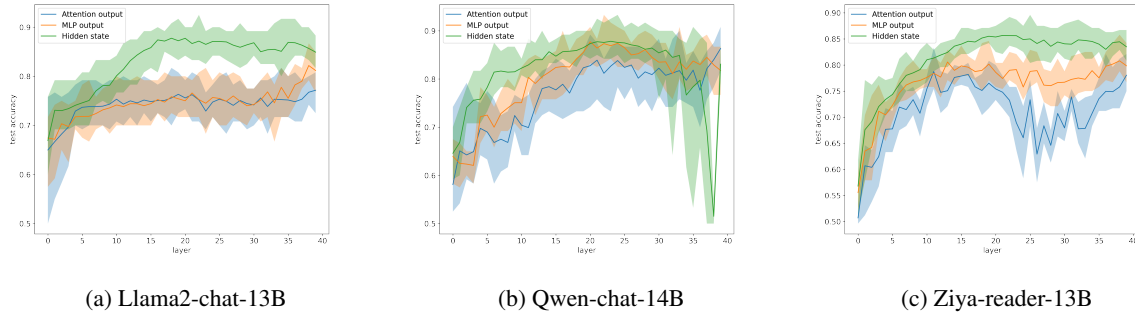 Attention output
MLP output
Hidden state
test accuracy
0.9
0.8
0.7
0.6
0.5
0 5 10 15 20 25 30 35 40
layer
(a) Llama2-chat-13B
Attention output
MLP output
Hidden state
test accuracy
0.9
0.8
0.7
0.6
0.5
0 5 10 15 20 25 30 35 40
layer
(b) Qwen-chat-14B
Attention output
MLP output
Hidden state
test accuracy
0.90
0.85
0.80
0.75
0.70
0.65
0.60
0.55
0.50
0 5 10 15 20 25 30 35 40
layer
(c) Ziya-reader-13B